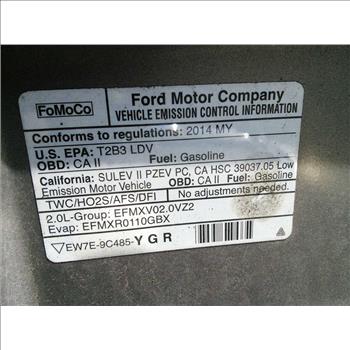 FoMoCo
Ford Motor Company
VEHICLE EMISSION CONTROL INFORMATION
Conforms to regulations: 2014 MY
U.S. EPA: T2B3 LDV
OBD: CA II Fuel: Gasoline
California: SULEV II PZEV PC, CA HSC 39037.05 Low
Emission Motor Vehicle OBD: CA II Fuel: Gasoline
TWC/HO2S/AFS/DFI No adjustments needed.
2.0L-Group: EFMXV02.0VZ2
Evap: EFMXR0110GBX
EW7E-9C485-YGR